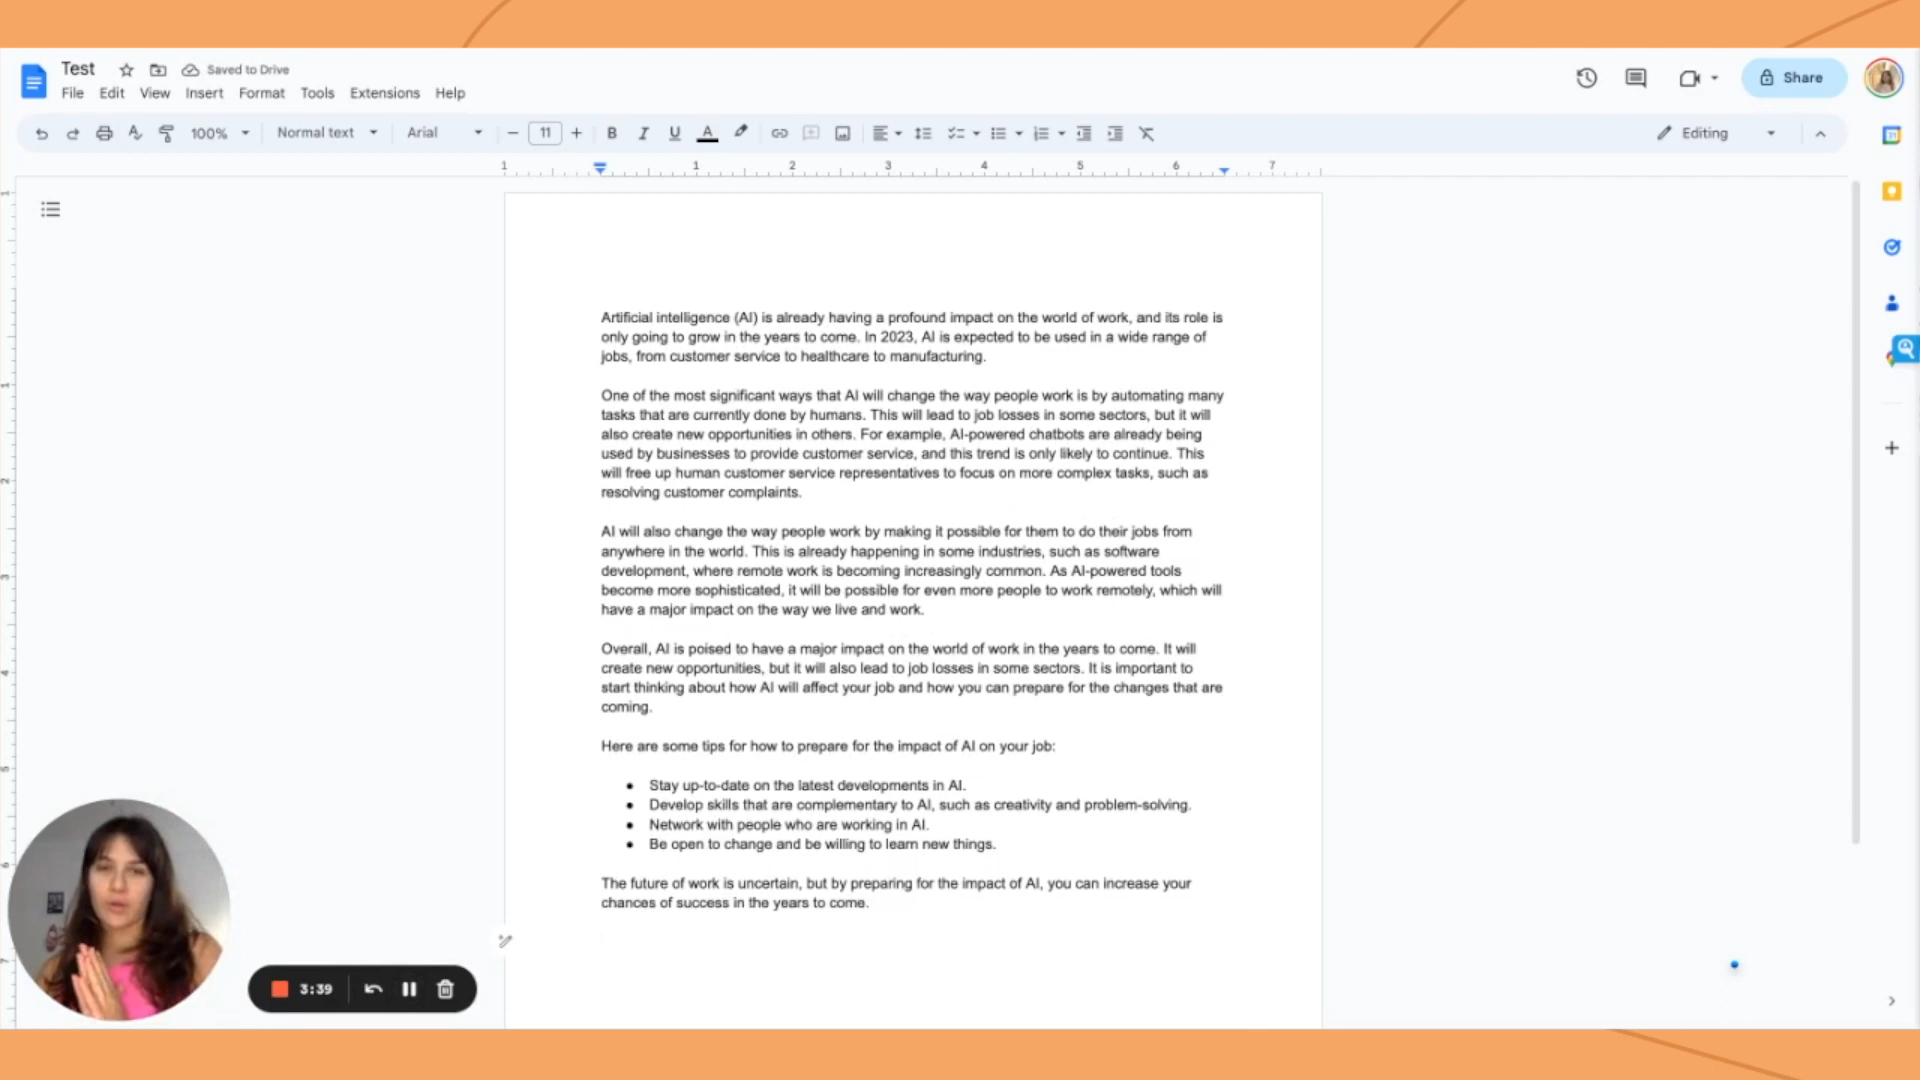 Test
Saved to Drive
File Edit View Insert Format Tools Extensions Help
Share
100% Normal text Arial 11 B I U A Editing
1 1 2 3 4 5 6 7
Artificial intelligence (AI) is already having a profound impact on the world of work, and its role is
only going to grow in the years to come. In 2023, AI is expected to be used in a wide range of
jobs, from customer service to healthcare to manufacturing.
One of the most significant ways that AI will change the way people work is by automating many
tasks that are currently done by humans. This will lead to job losses in some sectors, but it will
also create new opportunities in others. For example, AI-powered chatbots are already being
used by businesses to provide customer service, and this trend is only likely to continue. This
will free up human customer service representatives to focus on more complex tasks, such as
resolving customer complaints.
AI will also change the way people work by making it possible for them to do their jobs from
anywhere in the world. This is already happening in some industries, such as software
development, where remote work is becoming increasingly common. As AI-powered tools
become more sophisticated, it will be possible for even more people to work remotely, which will
have a major impact on the way we live and work.
Overall, AI is poised to have a major impact on the world of work in the years to come. It will
create new opportunities, but it will also lead to job losses in some sectors. It is important to
start thinking about how AI will affect your job and how you can prepare for the changes that are
coming.
Here are some tips for how to prepare for the impact of AI on your job:
● Stay up-to-date on the latest developments in AI.
● Develop skills that are complementary to AI, such as creativity and problem-solving.
● Network with people who are working in AI.
● Be open to change and be willing to learn new things.
The future of work is uncertain, but by preparing for the impact of AI, you can increase your
chances of success in the years to come.
3:39
1
1
2
3
4
5
6
7